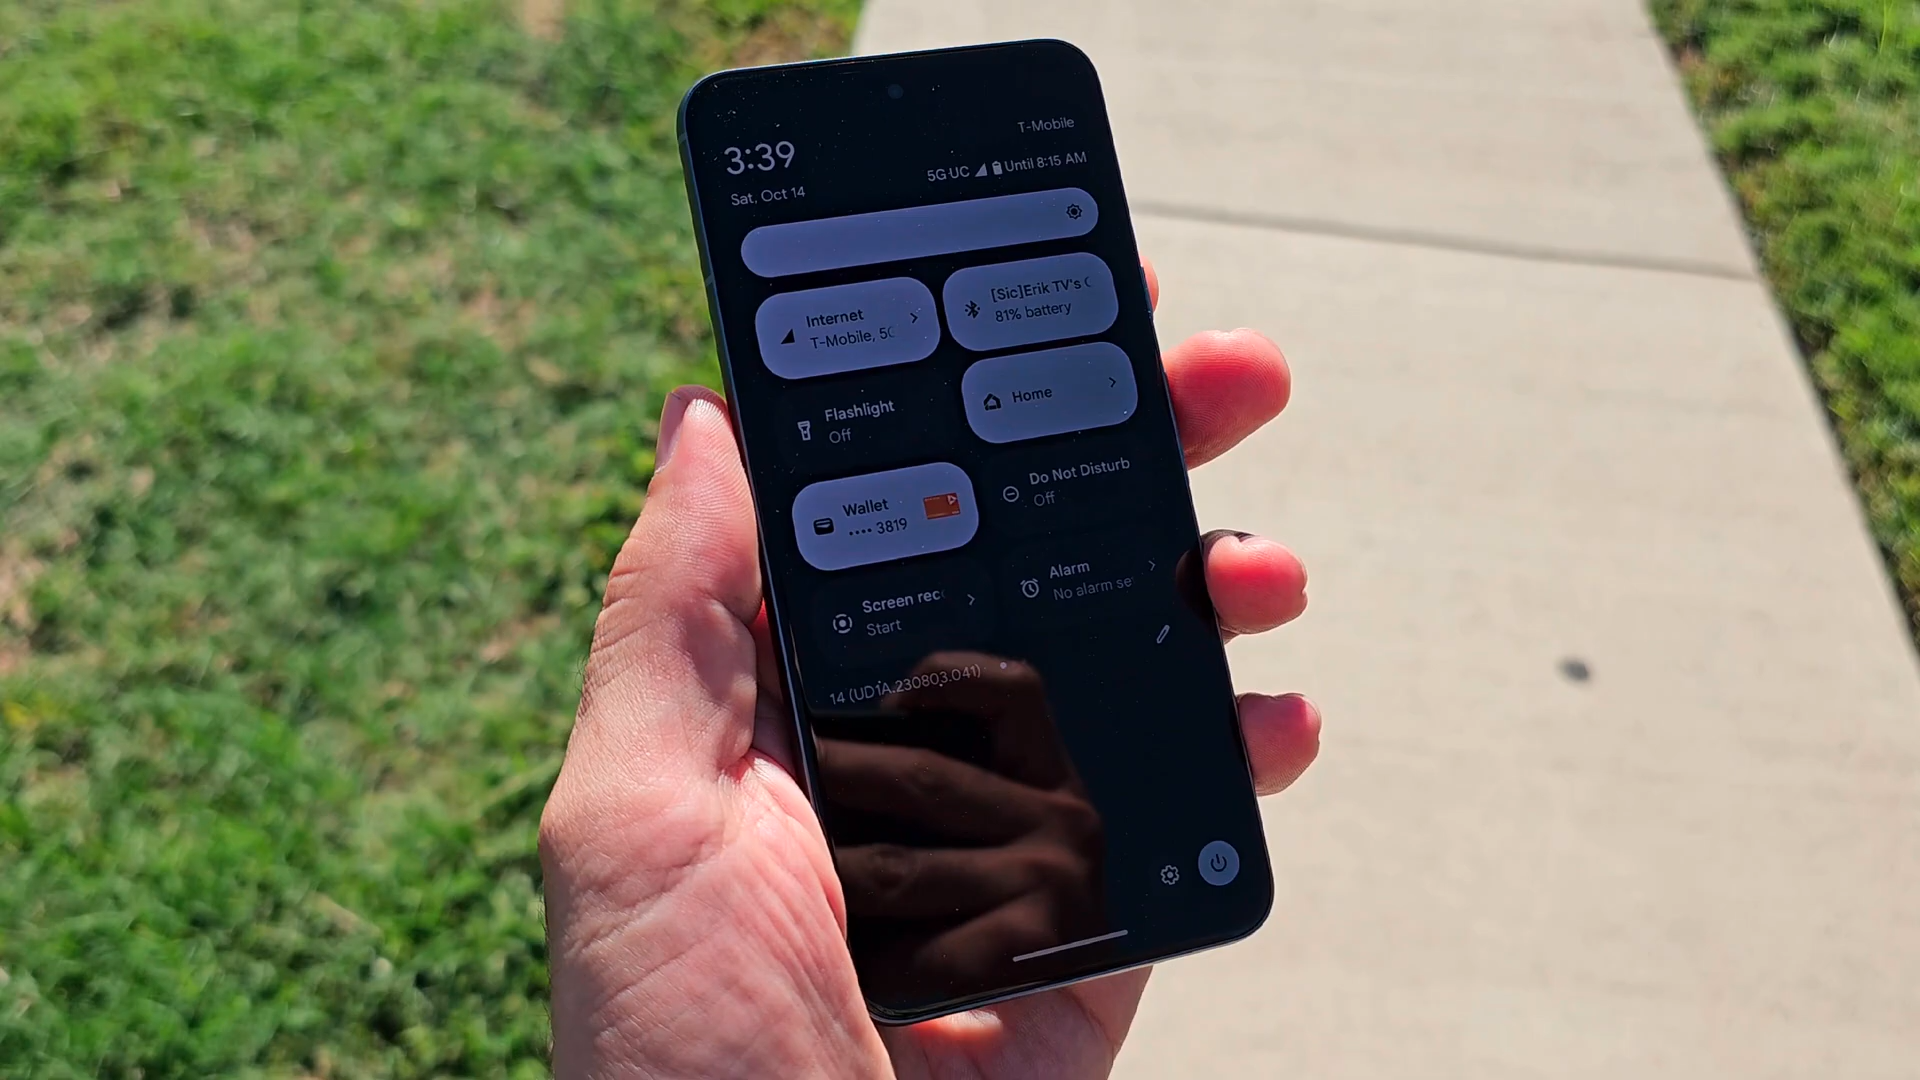 T-Mobile
3:39
5G UC Until 8:15 AM
Sat, Oct 14
Internet
T-Mobile, 5G
[Sic]Erik TV's
81% battery
Flashlight
Off
Home
Wallet
•••• 3819
Do Not Disturb
Off
Screen rec
Start
Alarm
No alarm se
14 (UD1A.230803.041)